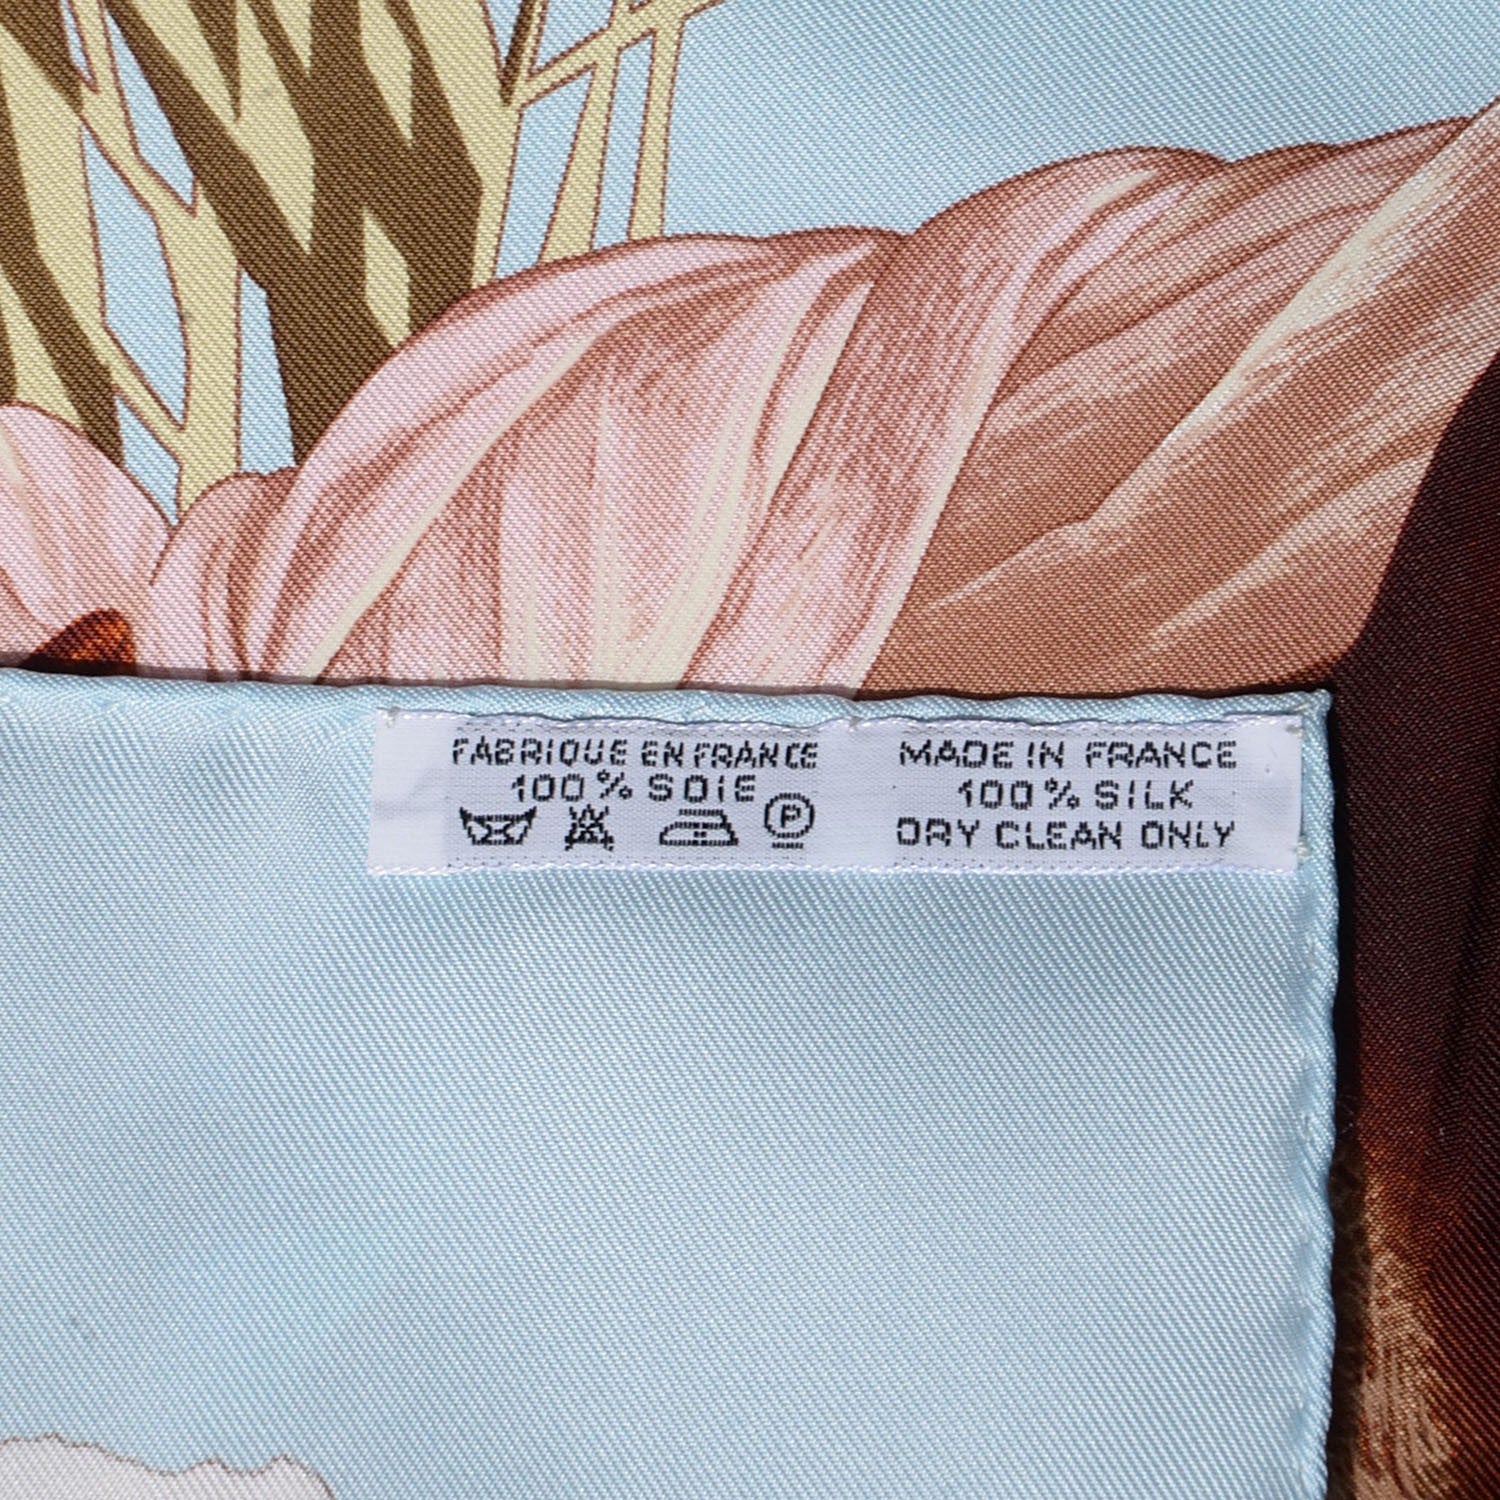 FABRIQUE EN FRANCE
100% SOIE
P
MADE IN FRANCE
100% SILK
DRY CLEAN ONLY